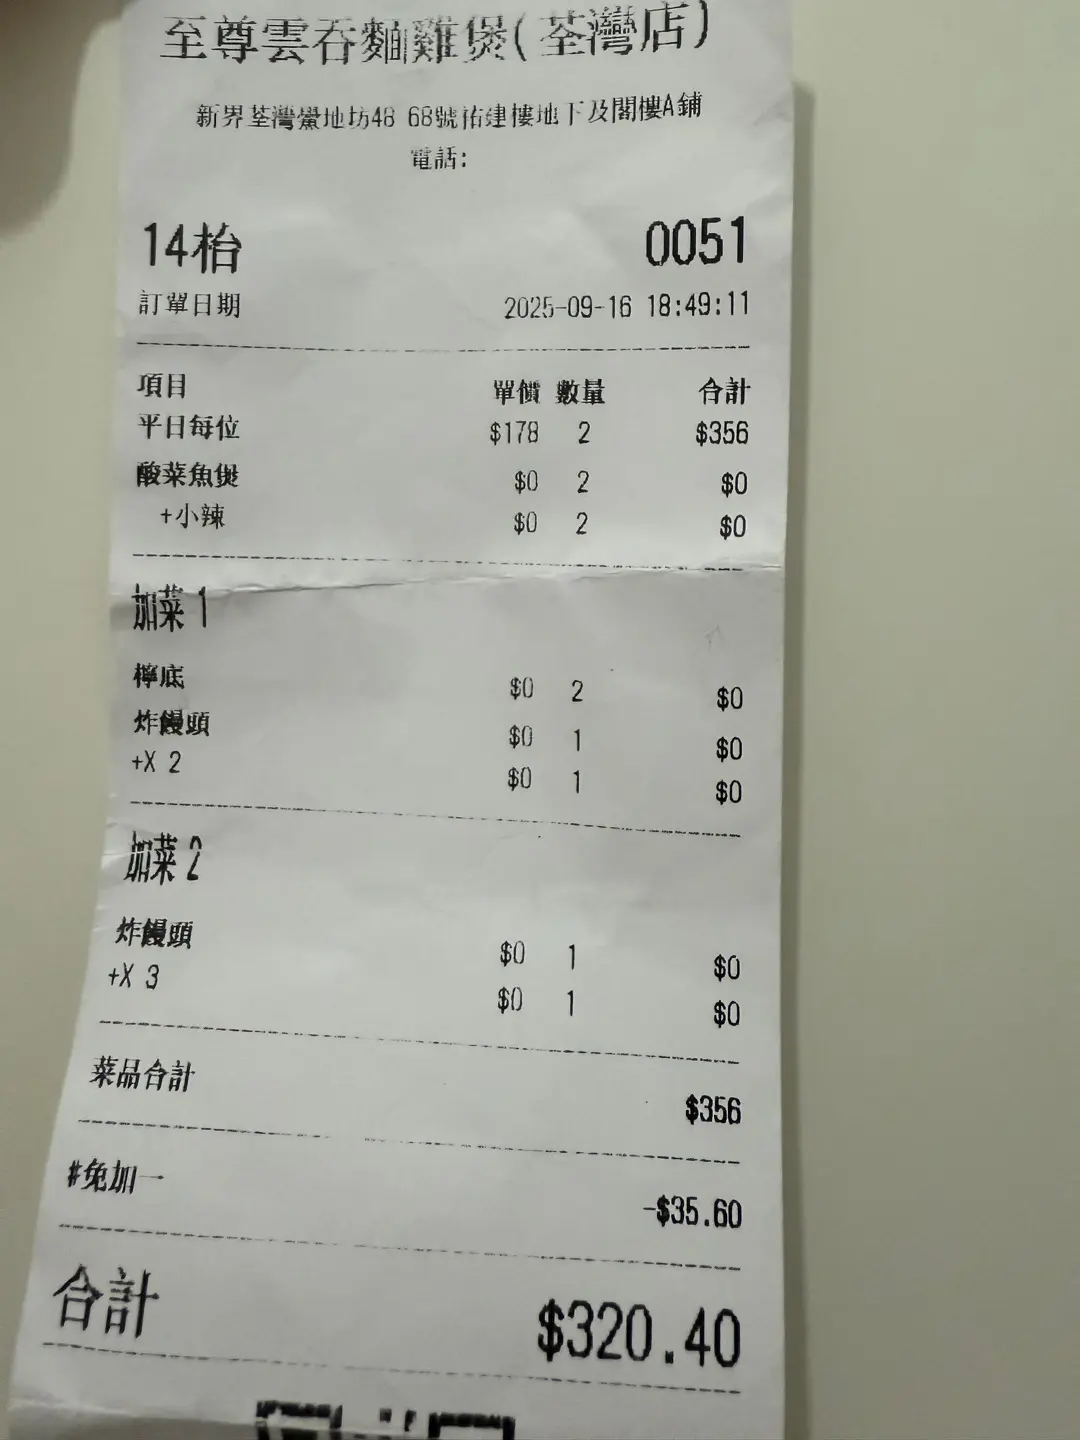 至尊雲吞麵雞煲(荃灣店)
新界荃灣鱟地坊48 68號祐建樓地下及閣樓A鋪
電話:
14枱 0051
訂單日期 2025-09-16 18:49:11
項目 單價 數量 合計
平日每位 $178 2 $356
酸菜魚煲 $0 2 $0
+小辣 $0 2 $0
加菜 1
檸底 $0 2 $0
炸饅頭 $0 1 $0
+X 2 $0 1 $0
加菜 2
炸饅頭 $0 1 $0
+X 3 $0 1 $0
菜品合計 $356
#免加一 -$35.60
合計 $320.40